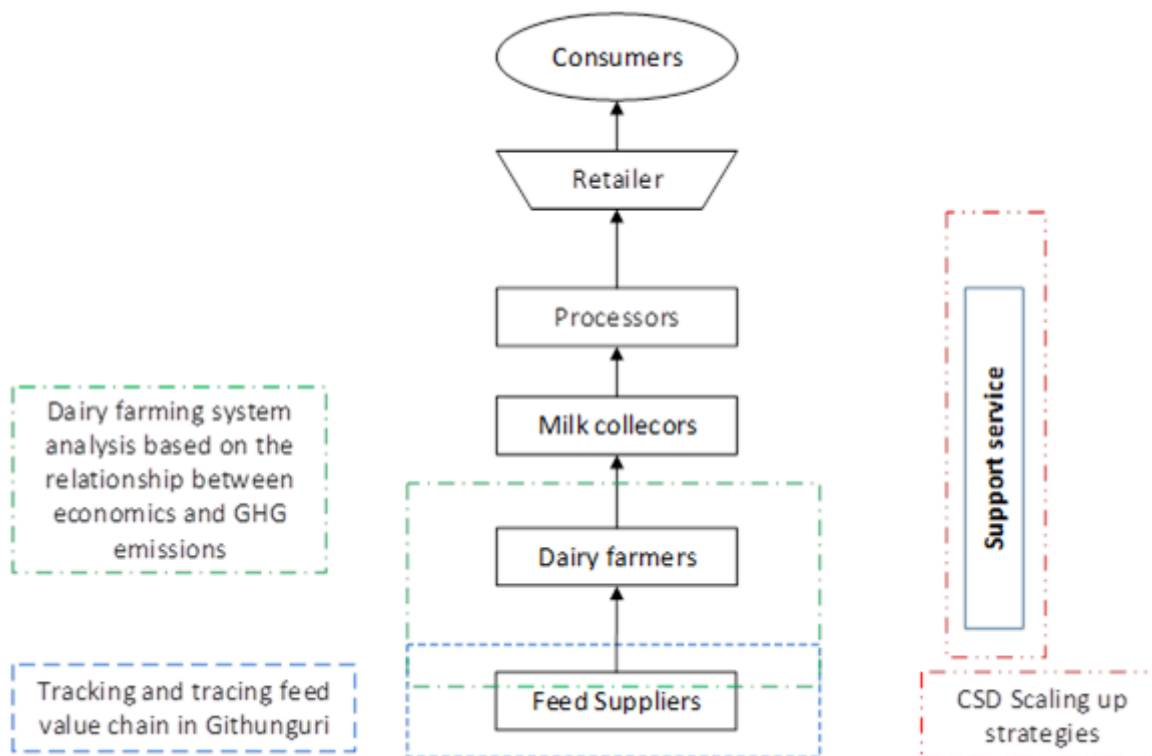 Consumers
Retailer
Processors
Milk collecors
Dairy farmers
Feed Suppliers
Dairy farming system
analysis based on the
relationship between
economics and GHG
emissions
Tracking and tracing feed
value chain in Githunguri
Support service
CSD Scaling up
strategies